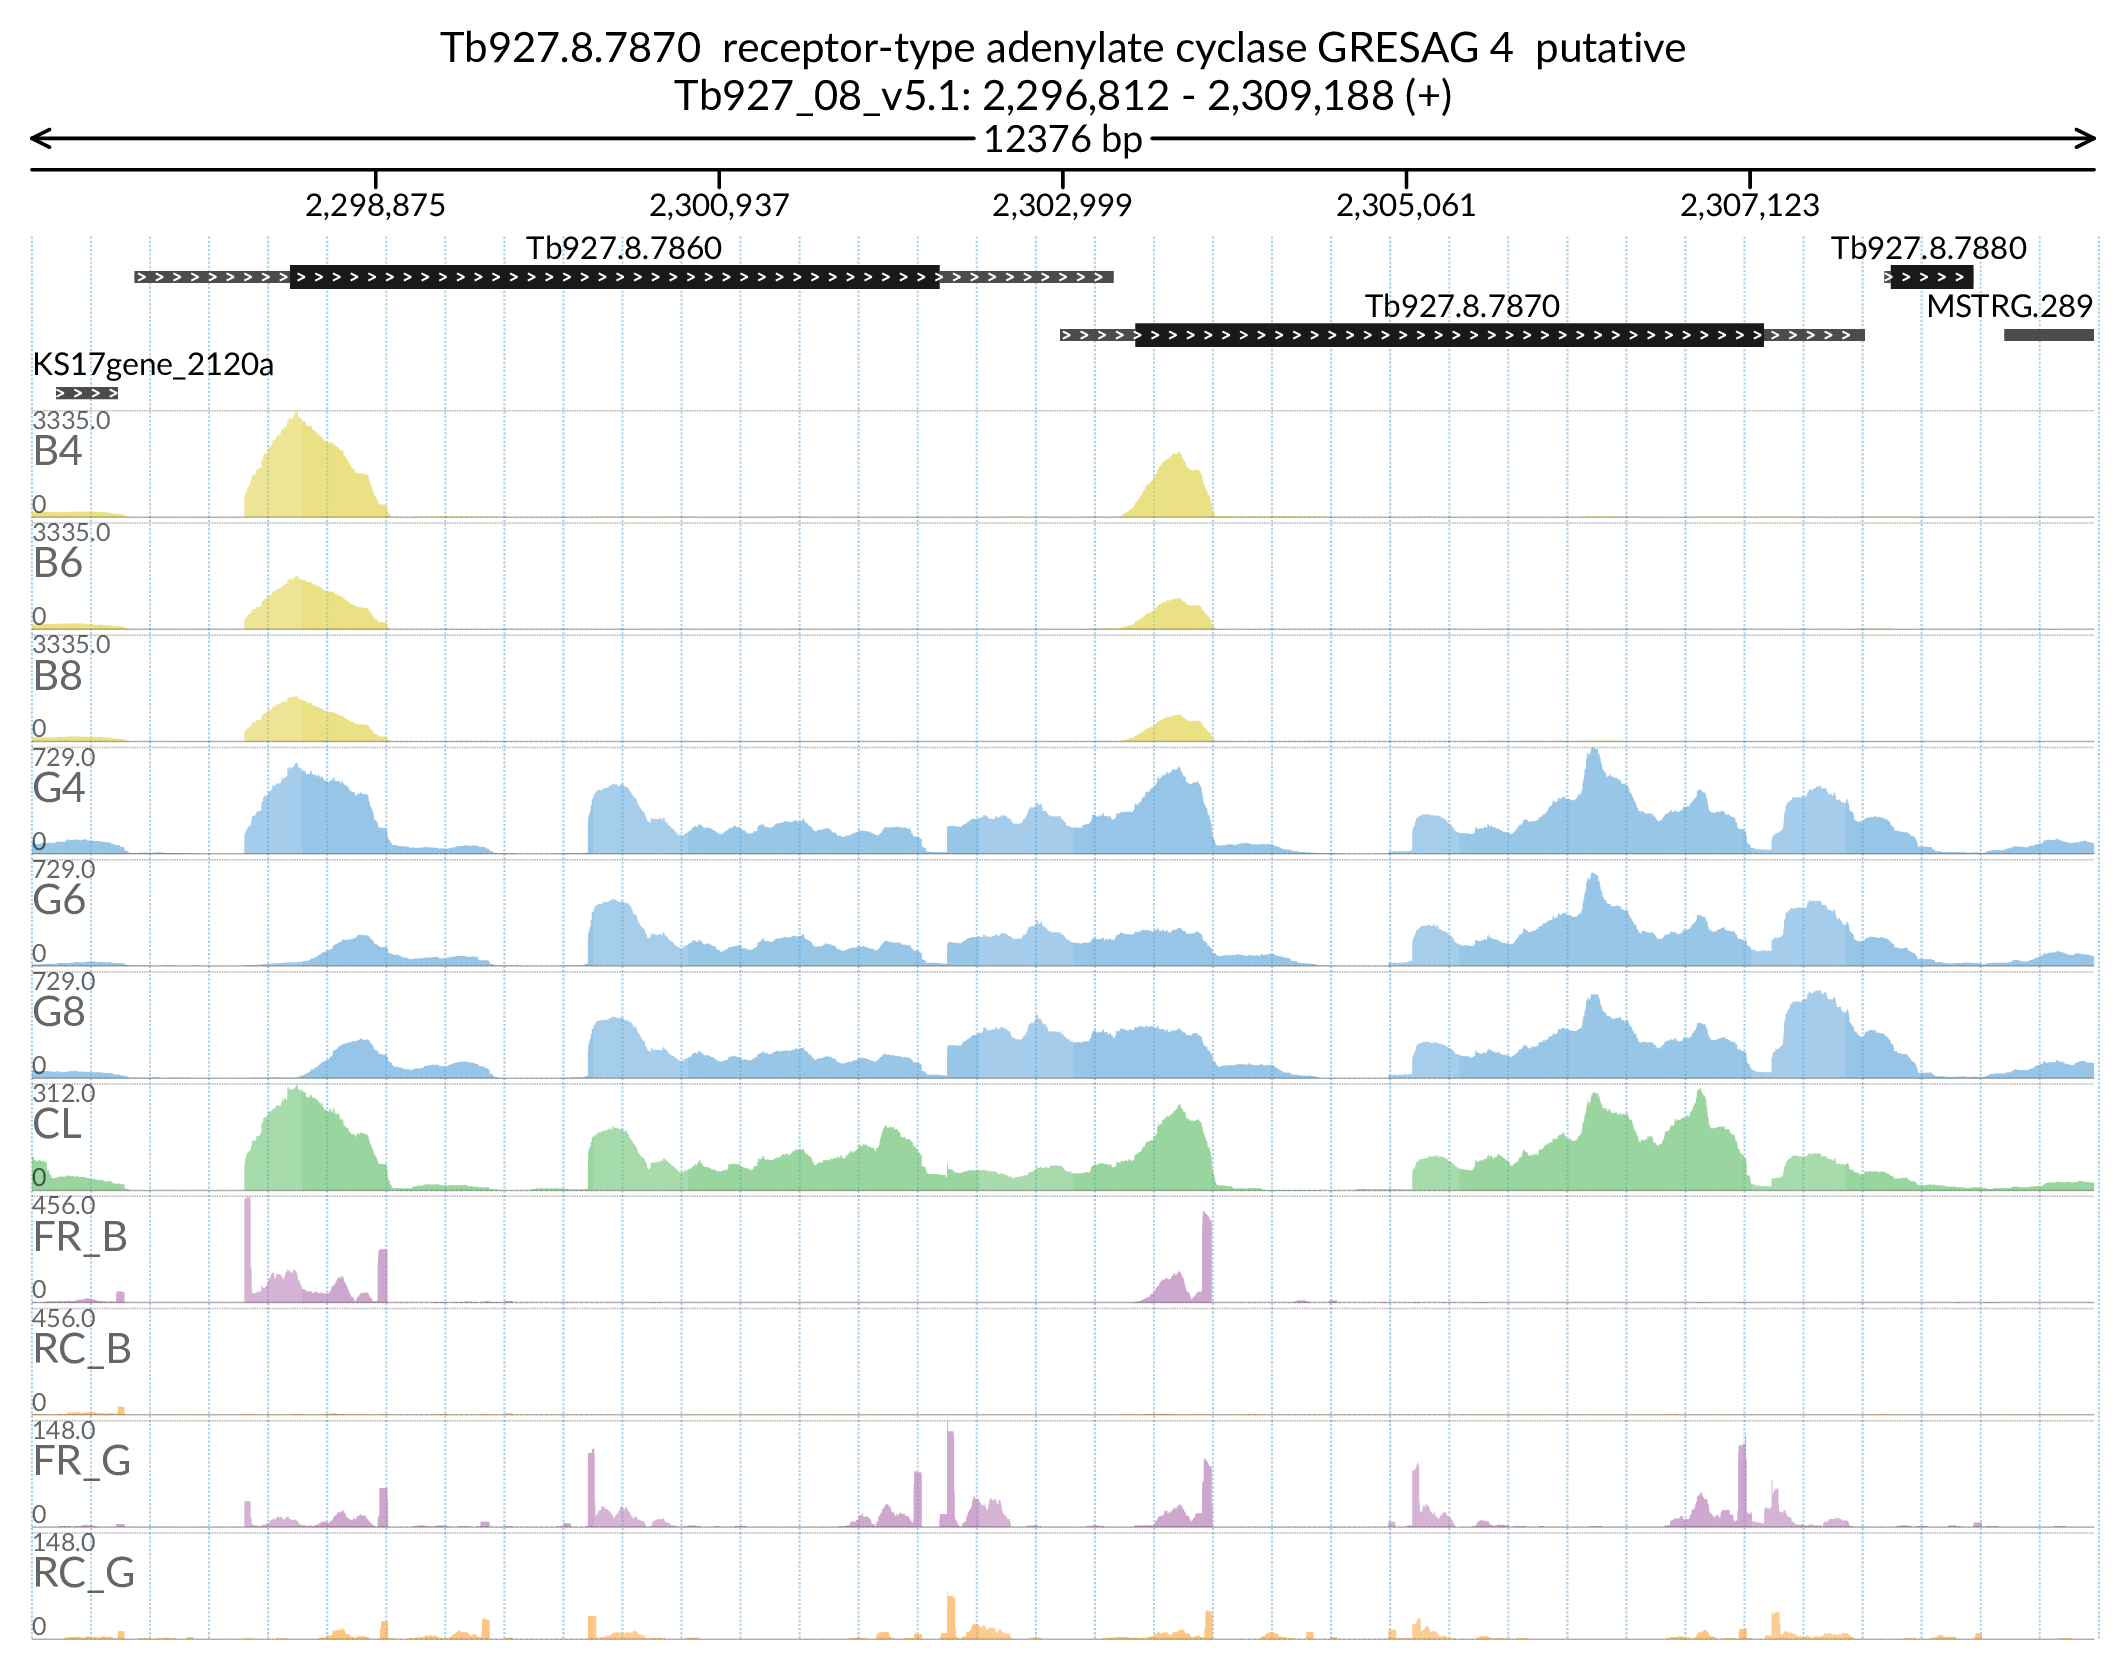 Tb927.8.7870  receptor-type adenylate cyclase GRESAG 4  putative
Tb927_08_v5.1: 2,296,812 - 2,309,188 (+)
12376 bp
2,298,875 2,300,937 2,302,999 2,305,061 2,307,123
Tb927.8.7860 Tb927.8.7880
Tb927.8.7870 MSTRG.289
KS17gene_2120a
3335.0
B4
0
3335.0
B6
0
3335.0
B8
0
729.0
G4
0
729.0
G6
0
729.0
G8
0
312.0
CL
0
456.0
FR_B
0
456.0
RC_B
0
148.0
FR_G
0
148.0
RC_G
0